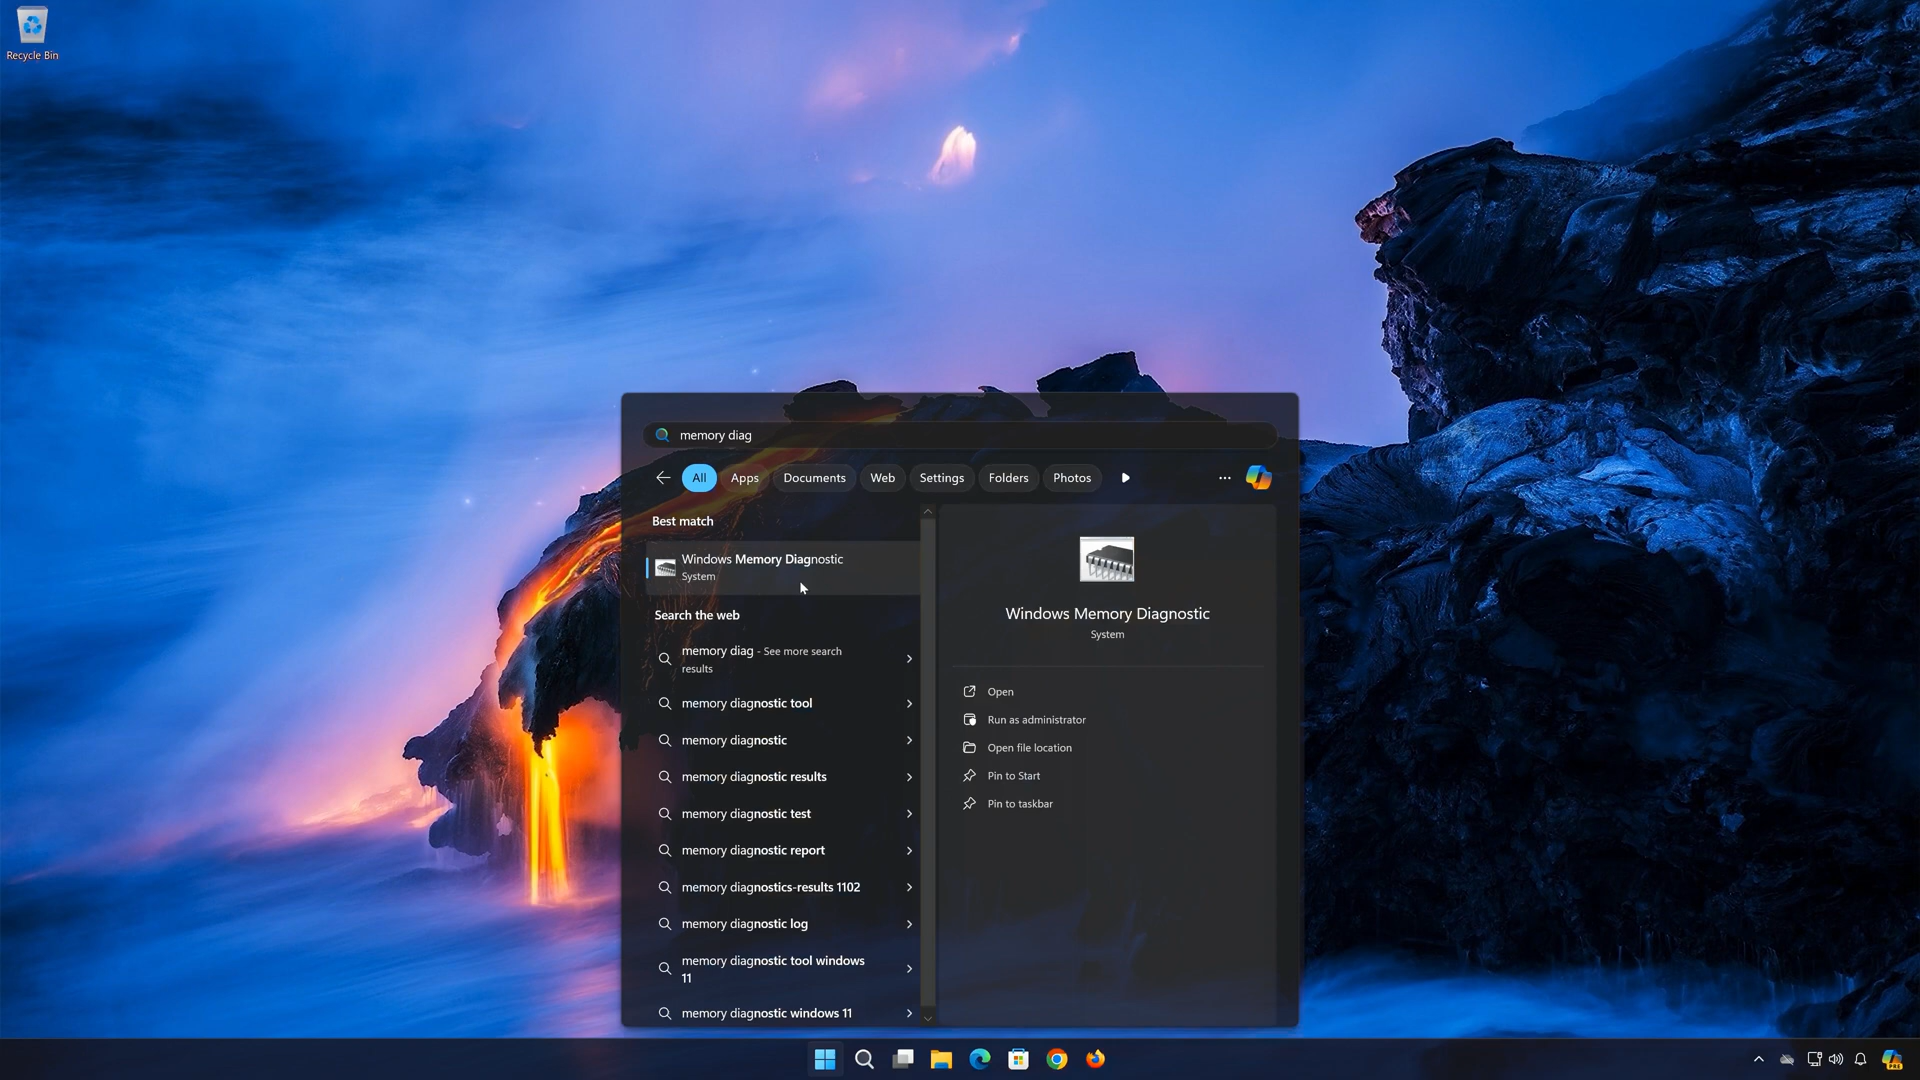 Recycle Bin
memory diag
All Apps Documents Web Settings Folders Photos
Best match
Windows Memory Diagnostic
System
Search the web
memory diag - See more search
results
memory diagnostic tool
memory diagnostic
memory diagnostic results
memory diagnostic test
memory diagnostic report
memory diagnostics-results 1102
memory diagnostic log
memory diagnostic tool windows
11
memory diagnostic windows 11
Windows Memory Diagnostic
System
Open
Run as administrator
Open file location
Pin to Start
Pin to taskbar
PRE